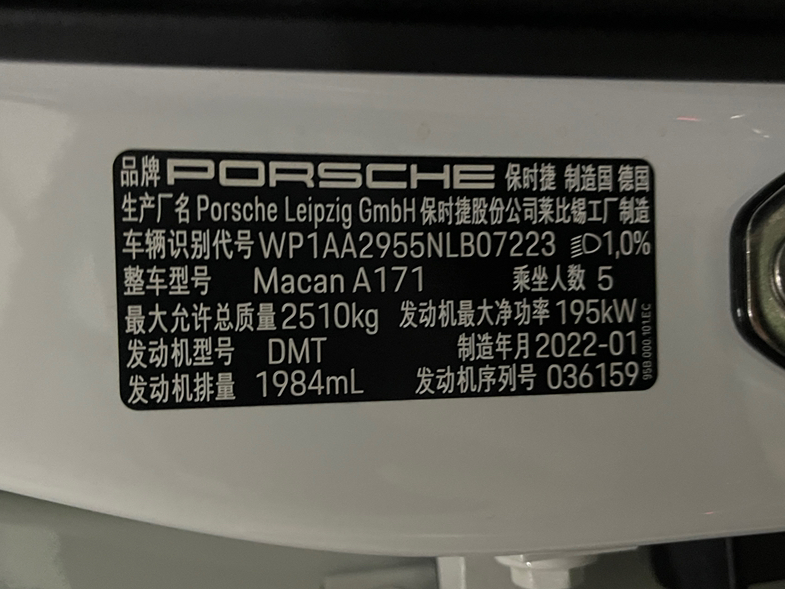 品牌 PORSCHE 保时捷 制造国 德国
生产厂名 Porsche Leipzig GmbH 保时捷股份公司莱比锡工厂制造
车辆识别代号 WP1AA2955NLB07223 1,0%
整车型号 Macan A171 乘坐人数 5
最大允许总质量 2510kg 发动机最大净功率 195kW
发动机型号 DMT 制造年月 2022-01
发动机排量 1984mL 发动机序列号 036159
95B 000 101 EC